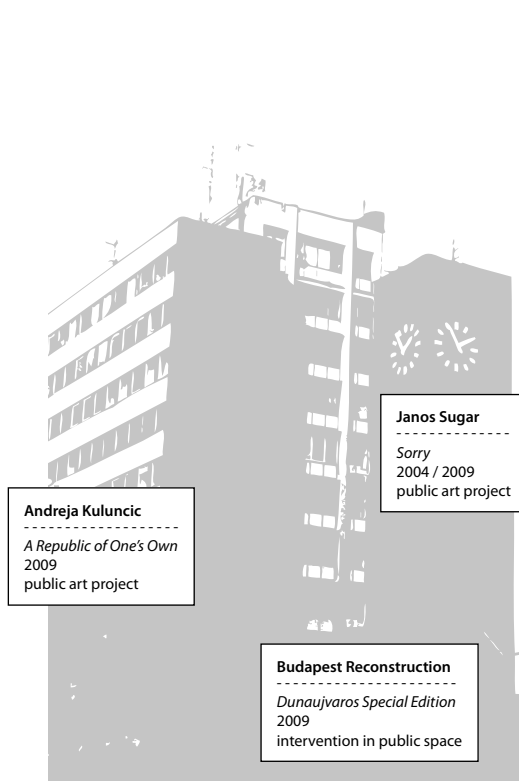 Janos Sugar
Sorry
2004 / 2009
public art project
Andreja Kuluncic
A Republic of One's Own
2009
public art project
Budapest Reconstruction
Dunaujvaros Special Edition
2009
intervention in public space